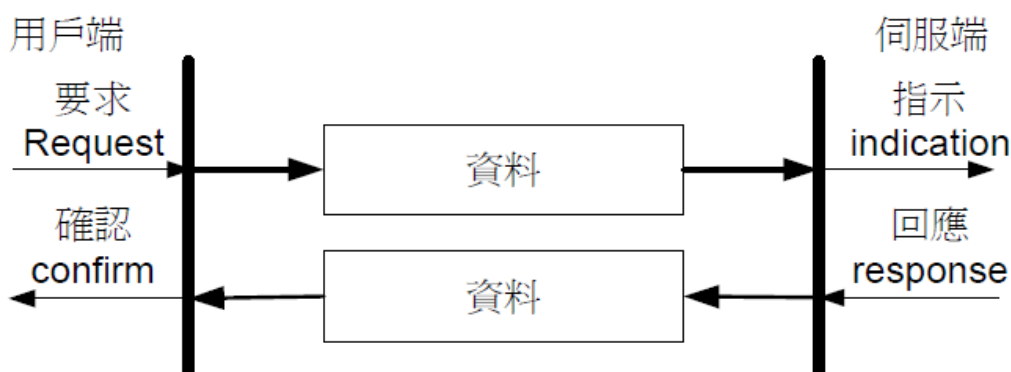 用戶端
伺服端
要求
Request
資料
指示
indication
確認
confirm
資料
回應
response